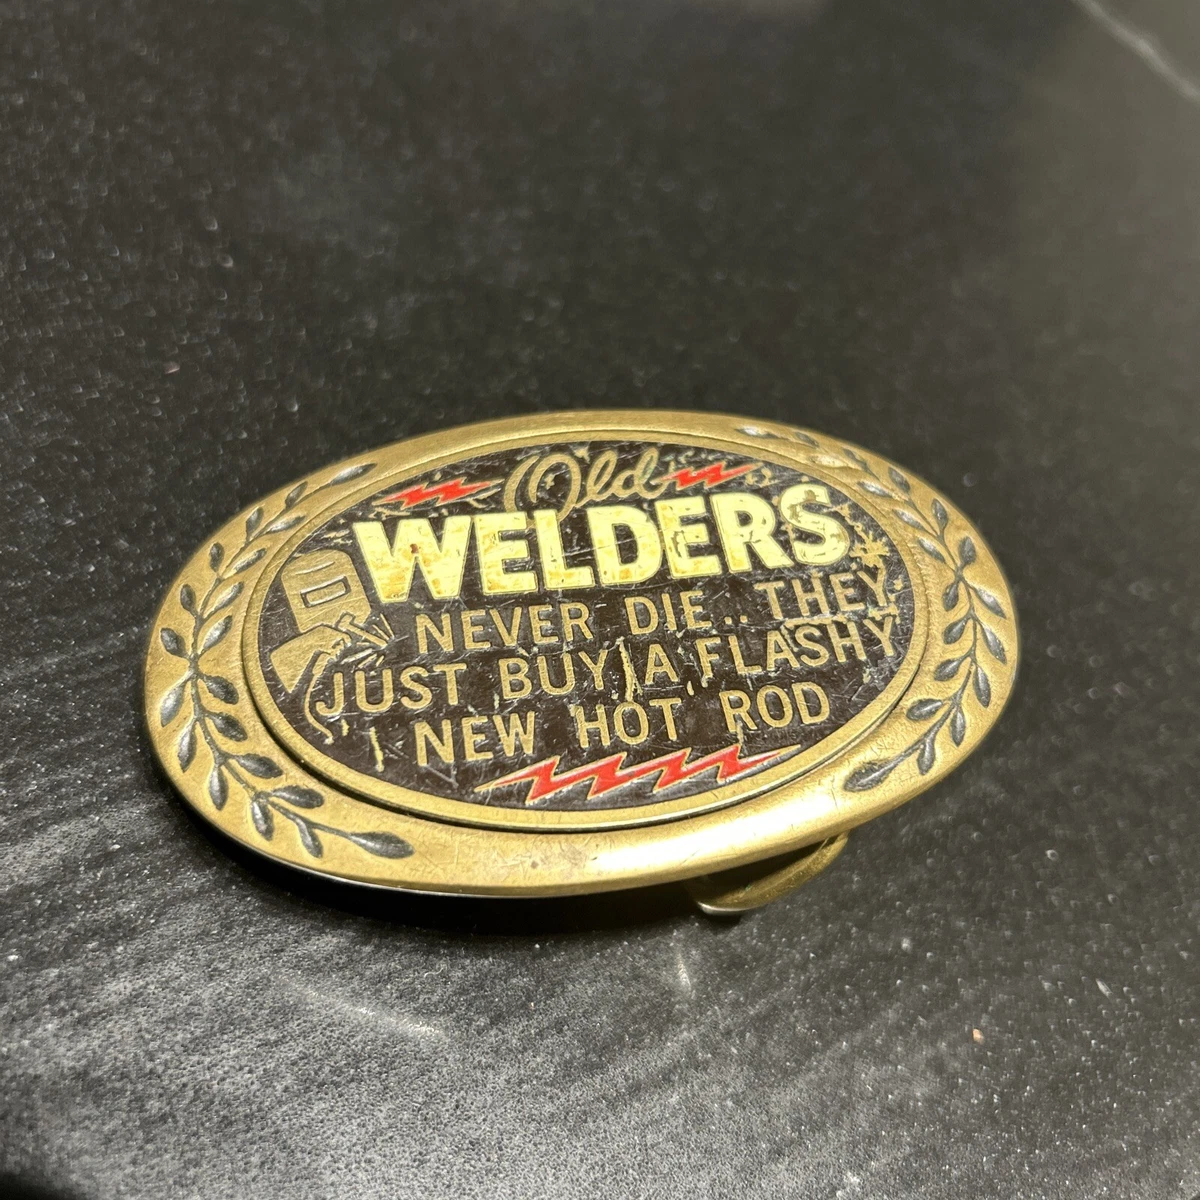 Old
WELDERS
NEVER DIE.. THEY
JUST BUY A FLASHY
NEW HOT ROD